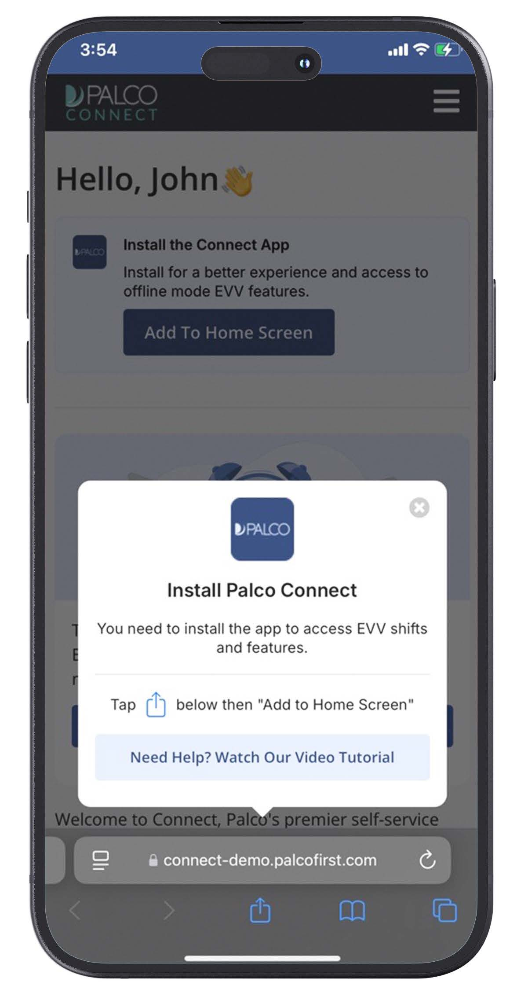 3:54
PALCO
CONNECT
Hello, John👋
PALCO
Install the Connect App
Install for a better experience and access to
offline mode EVV features.
Add To Home Screen
PALCO
Install Palco Connect
You need to install the app to access EVV shifts
and features.
Tap below then "Add to Home Screen"
Need Help? Watch Our Video Tutorial
Welcome to Connect, Palco's premier self-service
connect-demo.palcofirst.com